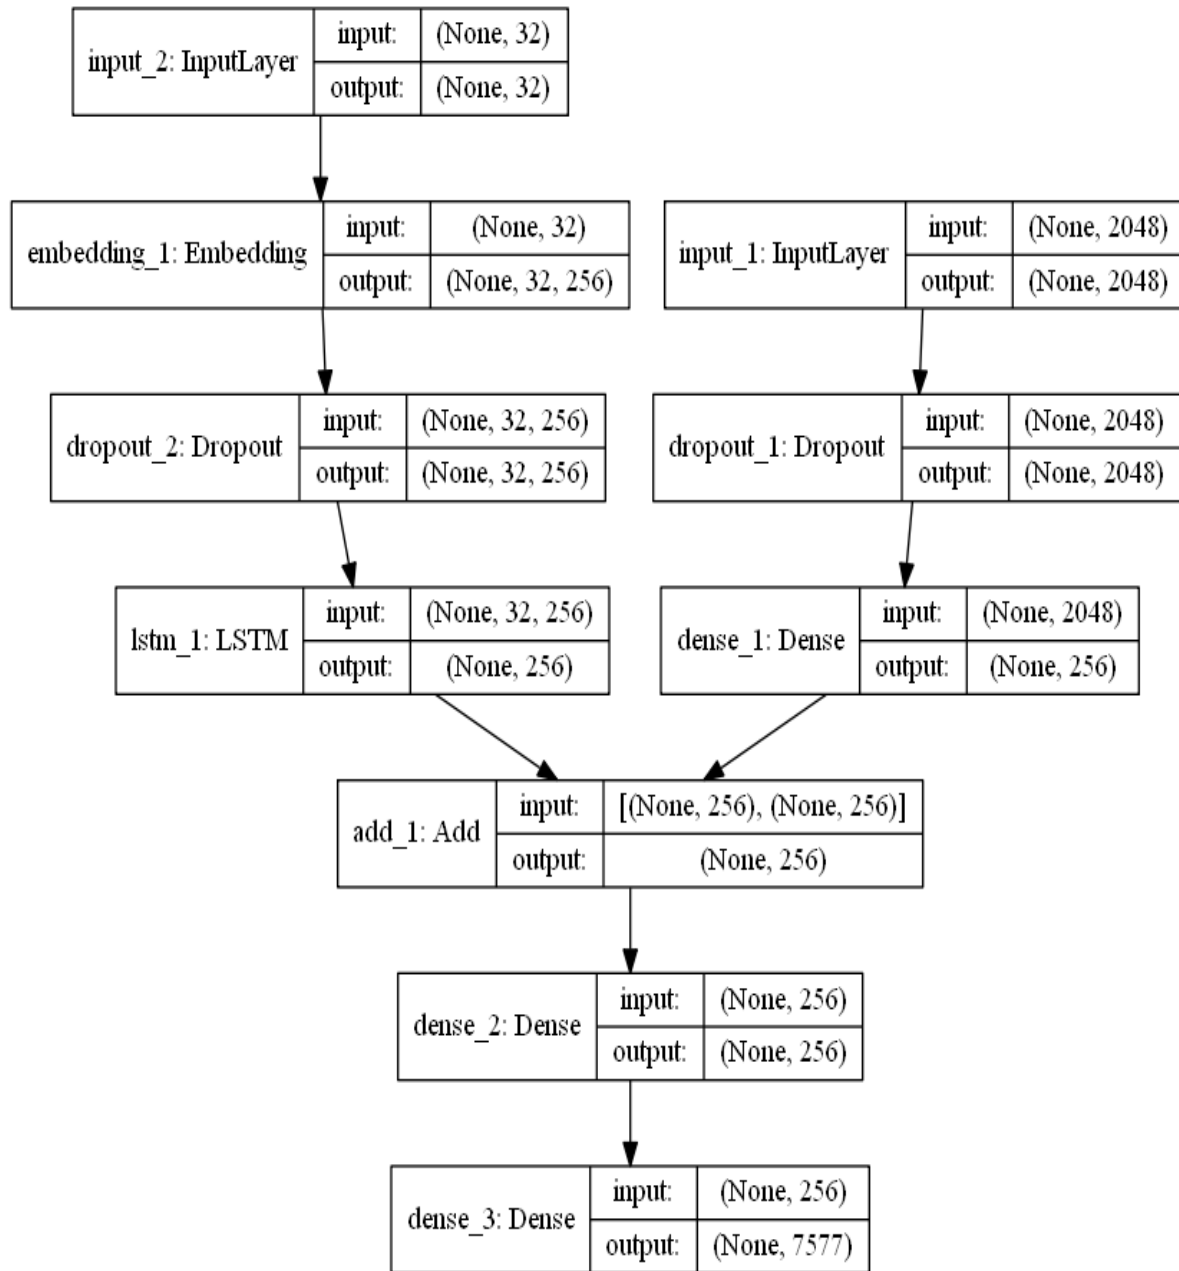 input_2: InputLayer
input: (None, 32)
output: (None, 32)
embedding_1: Embedding
input: (None, 32)
output: (None, 32, 256)
input_1: InputLayer
input: (None, 2048)
output: (None, 2048)
dropout_2: Dropout
input: (None, 32, 256)
output: (None, 32, 256)
dropout_1: Dropout
input: (None, 2048)
output: (None, 2048)
lstm_1: LSTM
input: (None, 32, 256)
output: (None, 256)
dense_1: Dense
input: (None, 2048)
output: (None, 256)
add_1: Add
input: [(None, 256), (None, 256)]
output: (None, 256)
dense_2: Dense
input: (None, 256)
output: (None, 256)
dense_3: Dense
input: (None, 256)
output: (None, 7577)